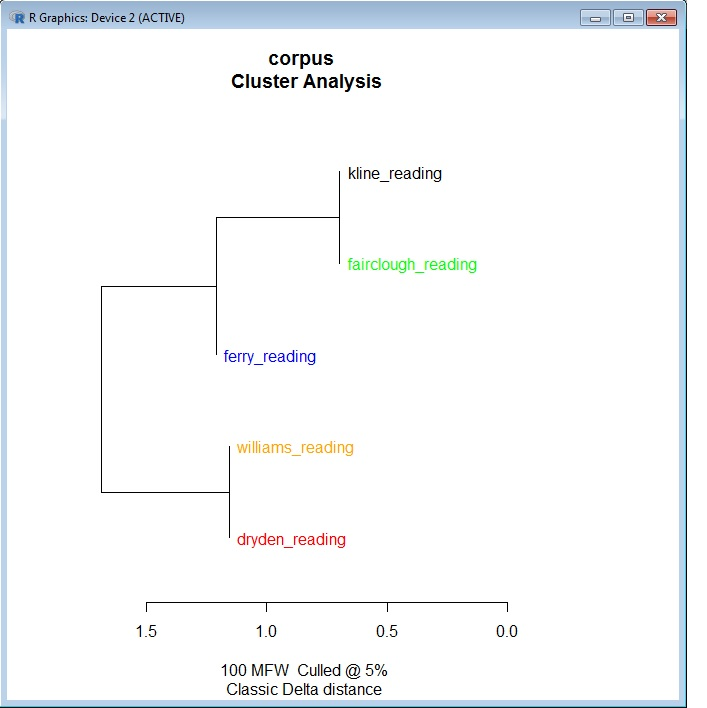 R Graphics: Device 2 (ACTIVE)
corpus
Cluster Analysis
kline_reading
fairclough_reading
ferry_reading
williams_reading
dryden_reading
1.5 1.0 0.5 0.0
100 MFW  Culled @ 5%
Classic Delta distance